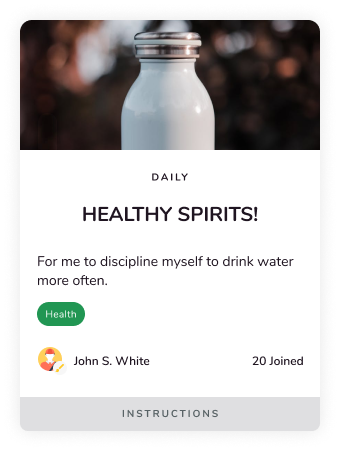 DAILY
HEALTHY SPIRITS!
For me to discipline myself to drink water
more often.
Health
John S. White
20 Joined
INSTRUCTIONS